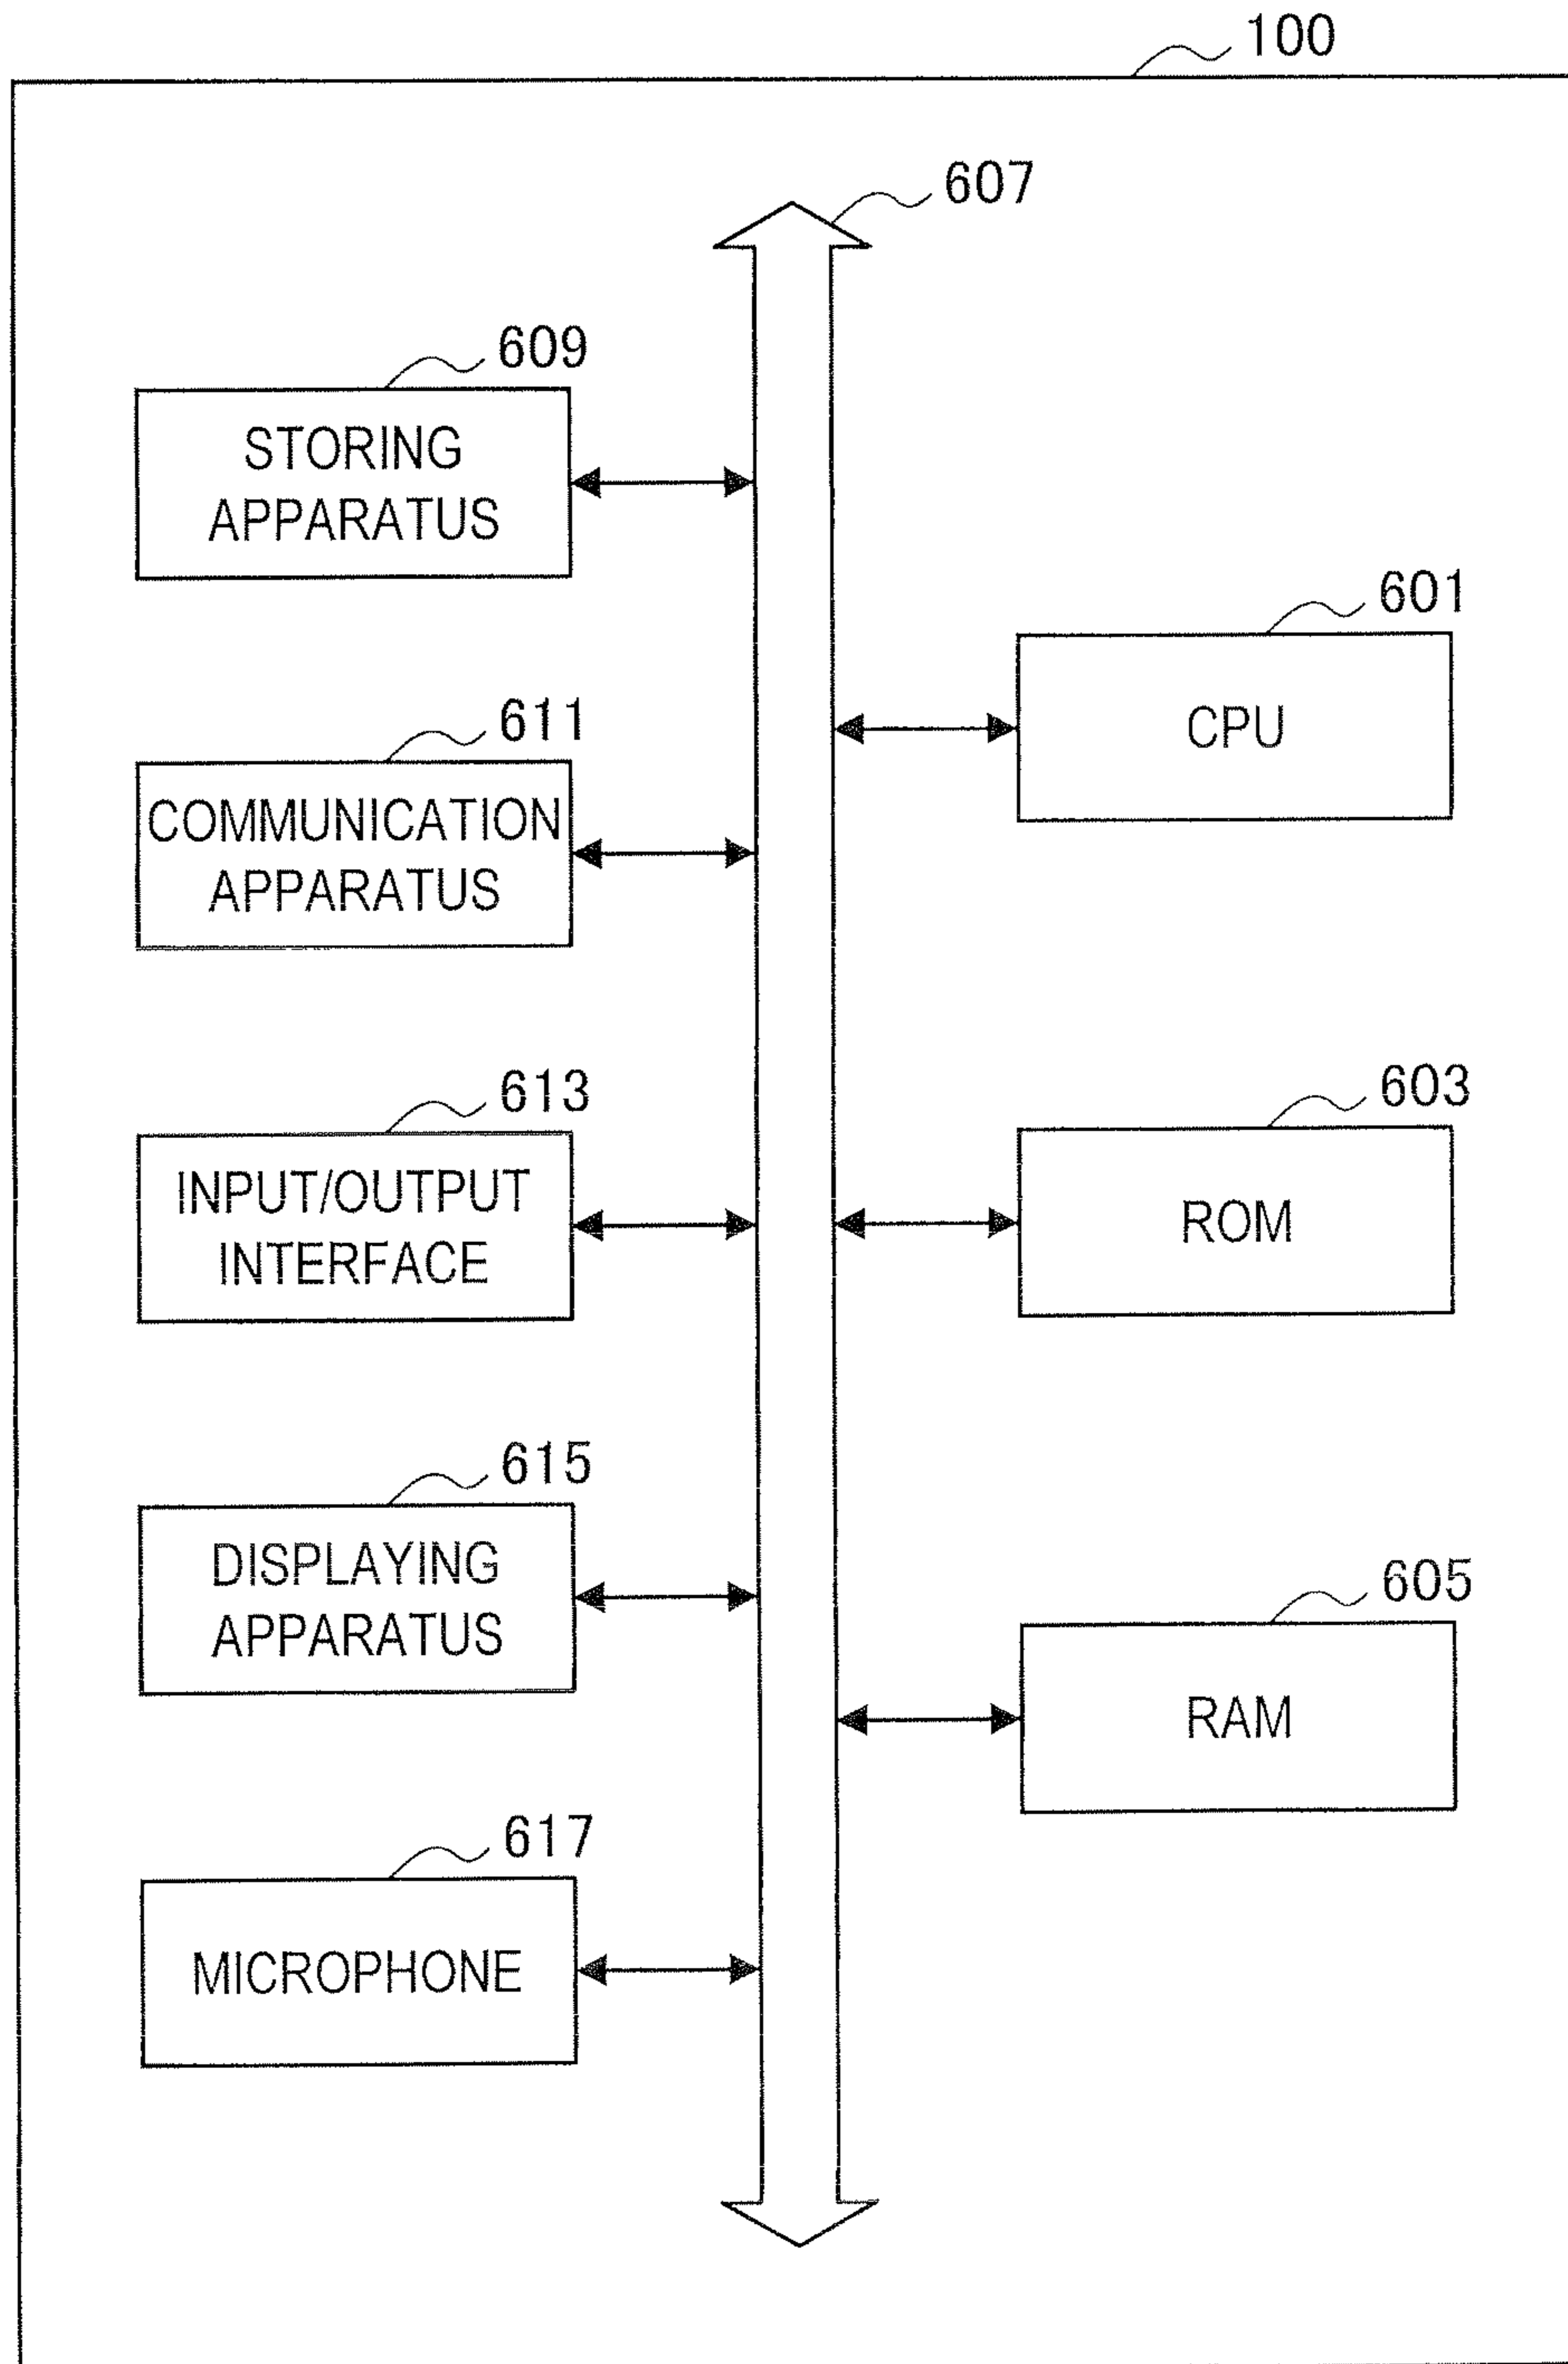 100
607
609
STORING
APPARATUS
601
CPU
611
COMMUNICATION
APPARATUS
613
INPUT/OUTPUT
INTERFACE
603
ROM
615
DISPLAYING
APPARATUS
605
RAM
617
MICROPHONE